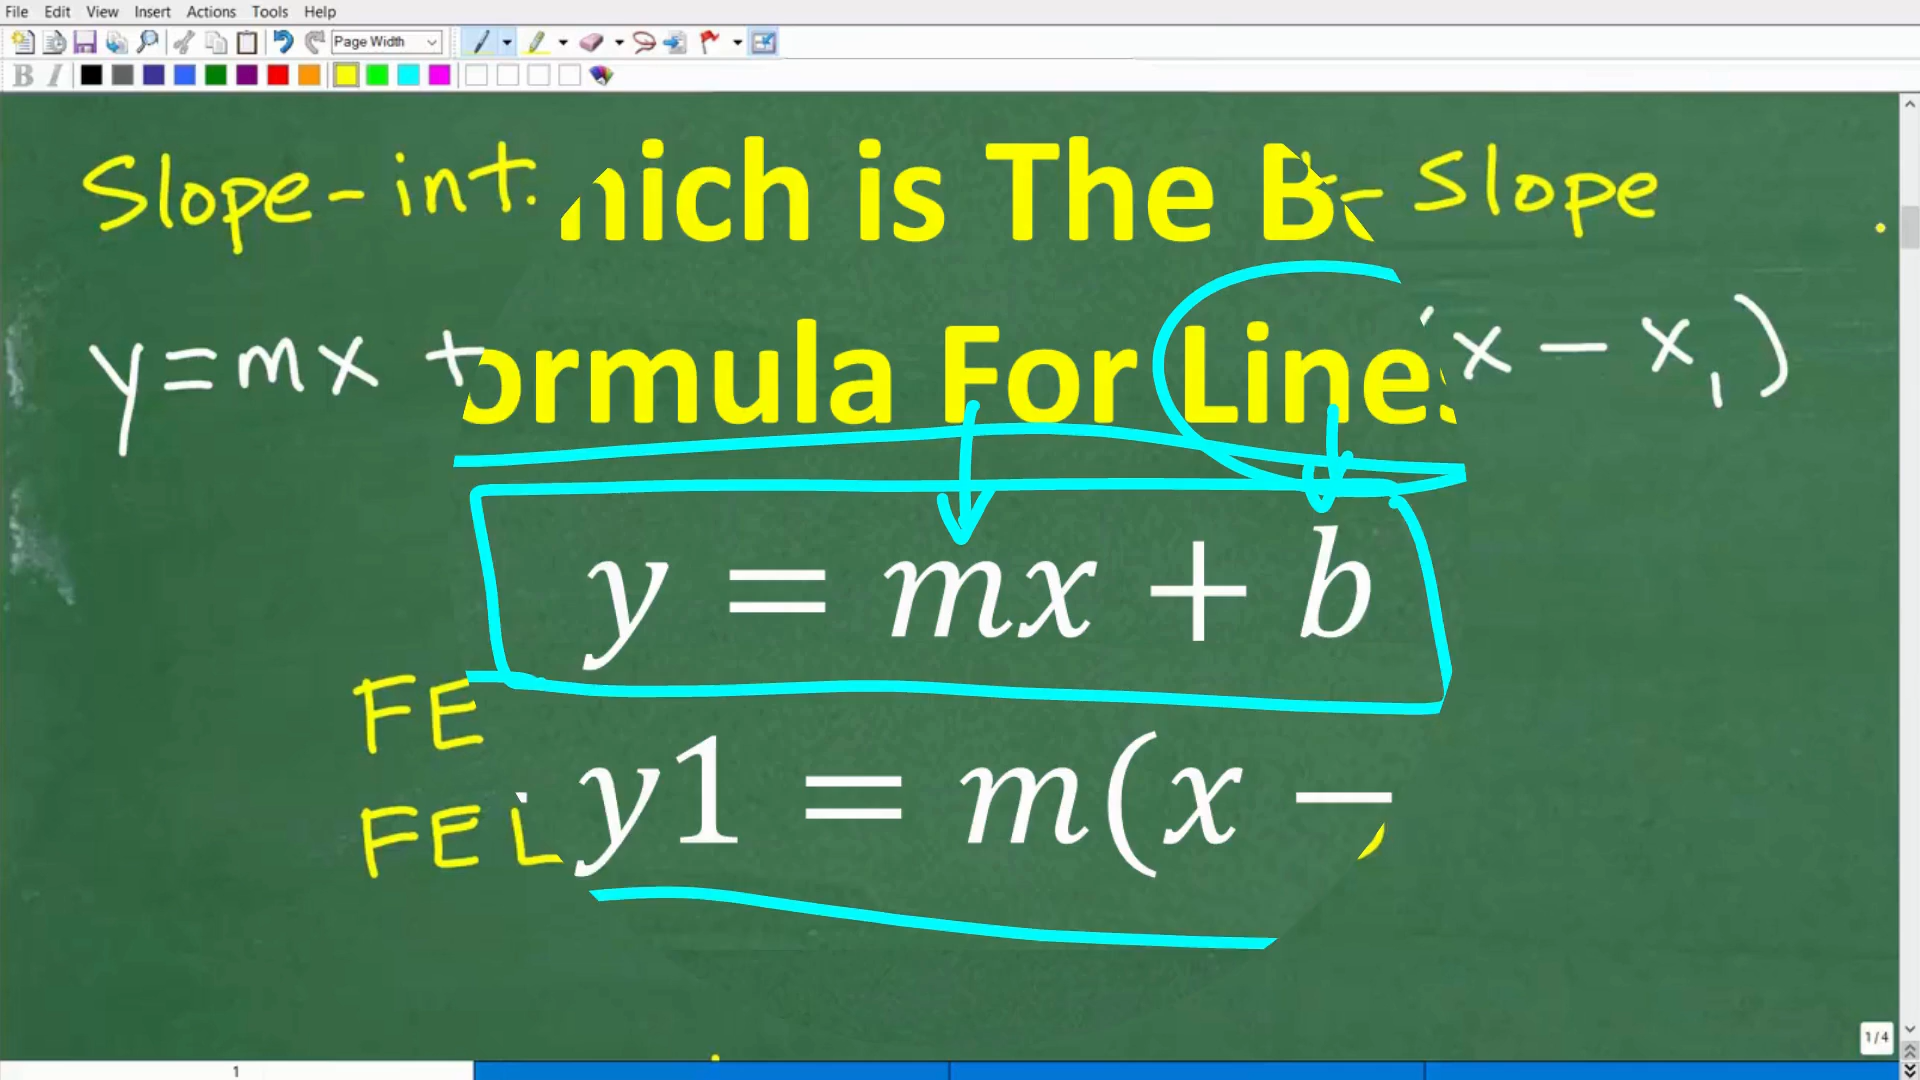 File Edit View Insert Actions Tools Help
Page Width
B I
Slope-int. hich is The B - Slope
y=mx + ormula For Lines x - x₁)
y = mx + b
FE
FEL y1 = m(x −
1/4
1